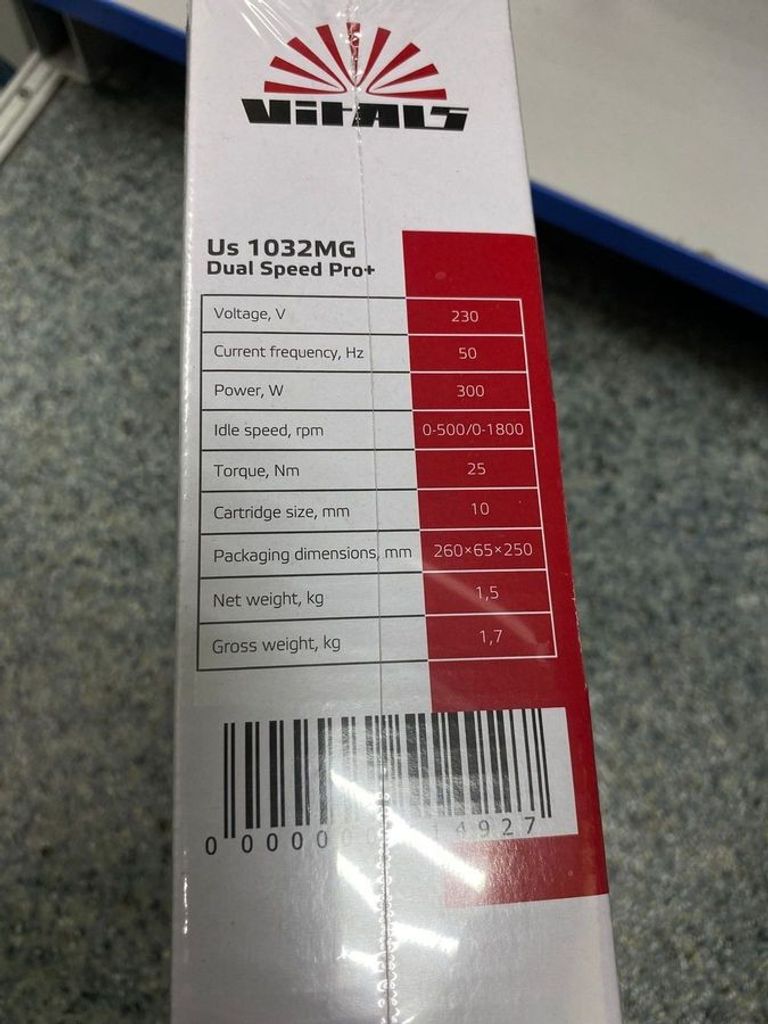 Vitals
Us 1032MG
Dual Speed Pro+
Voltage, V 230
Current frequency, Hz 50
Power, W 300
Idle speed, rpm 0-500/0-1800
Torque, Nm 25
Cartridge size, mm 10
Packaging dimensions, mm 260×65×250
Net weight, kg 1,5
Gross weight, kg 1,7